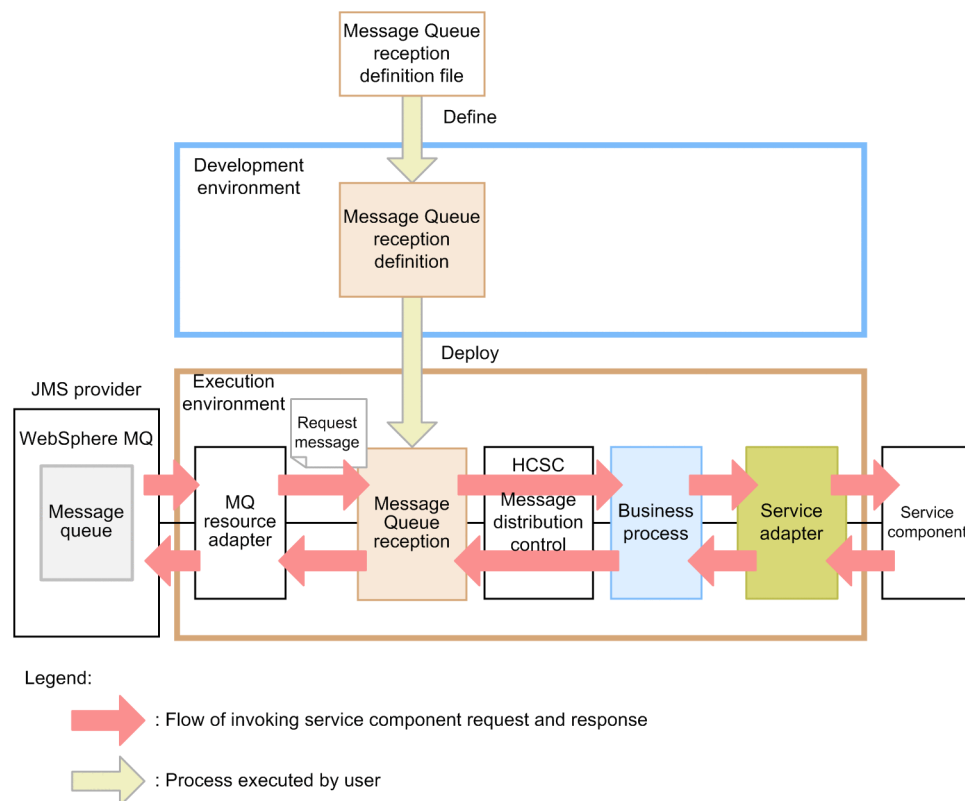 Message Queue
reception
definition file
Define
Development
environment
Message Queue
reception
definition
Deploy
JMS provider
Execution
environment
WebSphere MQ
Request
message
Message
queue
MQ
resource
adapter
Message
Queue
reception
HCSC
Message
distribution
control
Business
process
Service
adapter
Service
component
Legend:
: Flow of invoking service component request and response
: Process executed by user